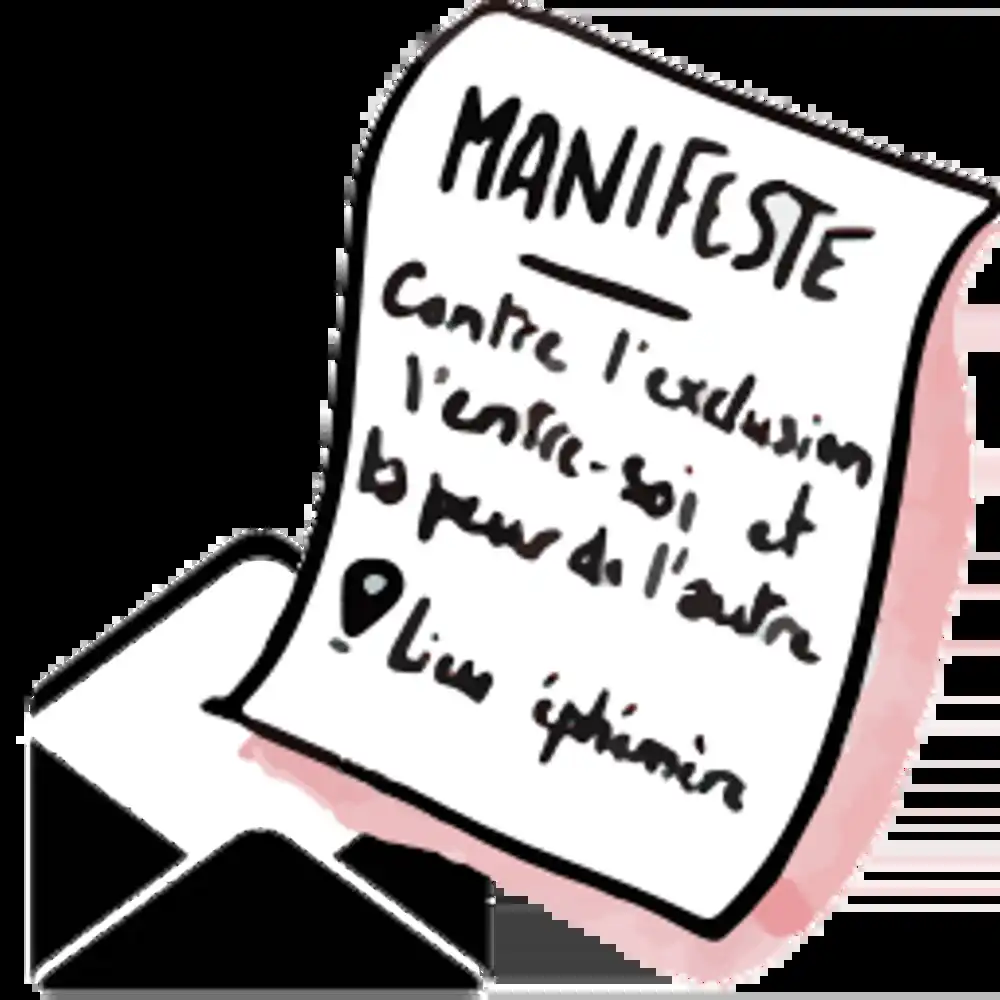 MANIFESTE
Contre l'exclusion
l'entre-soi et
la peur de l'autre
Lieu éphémère